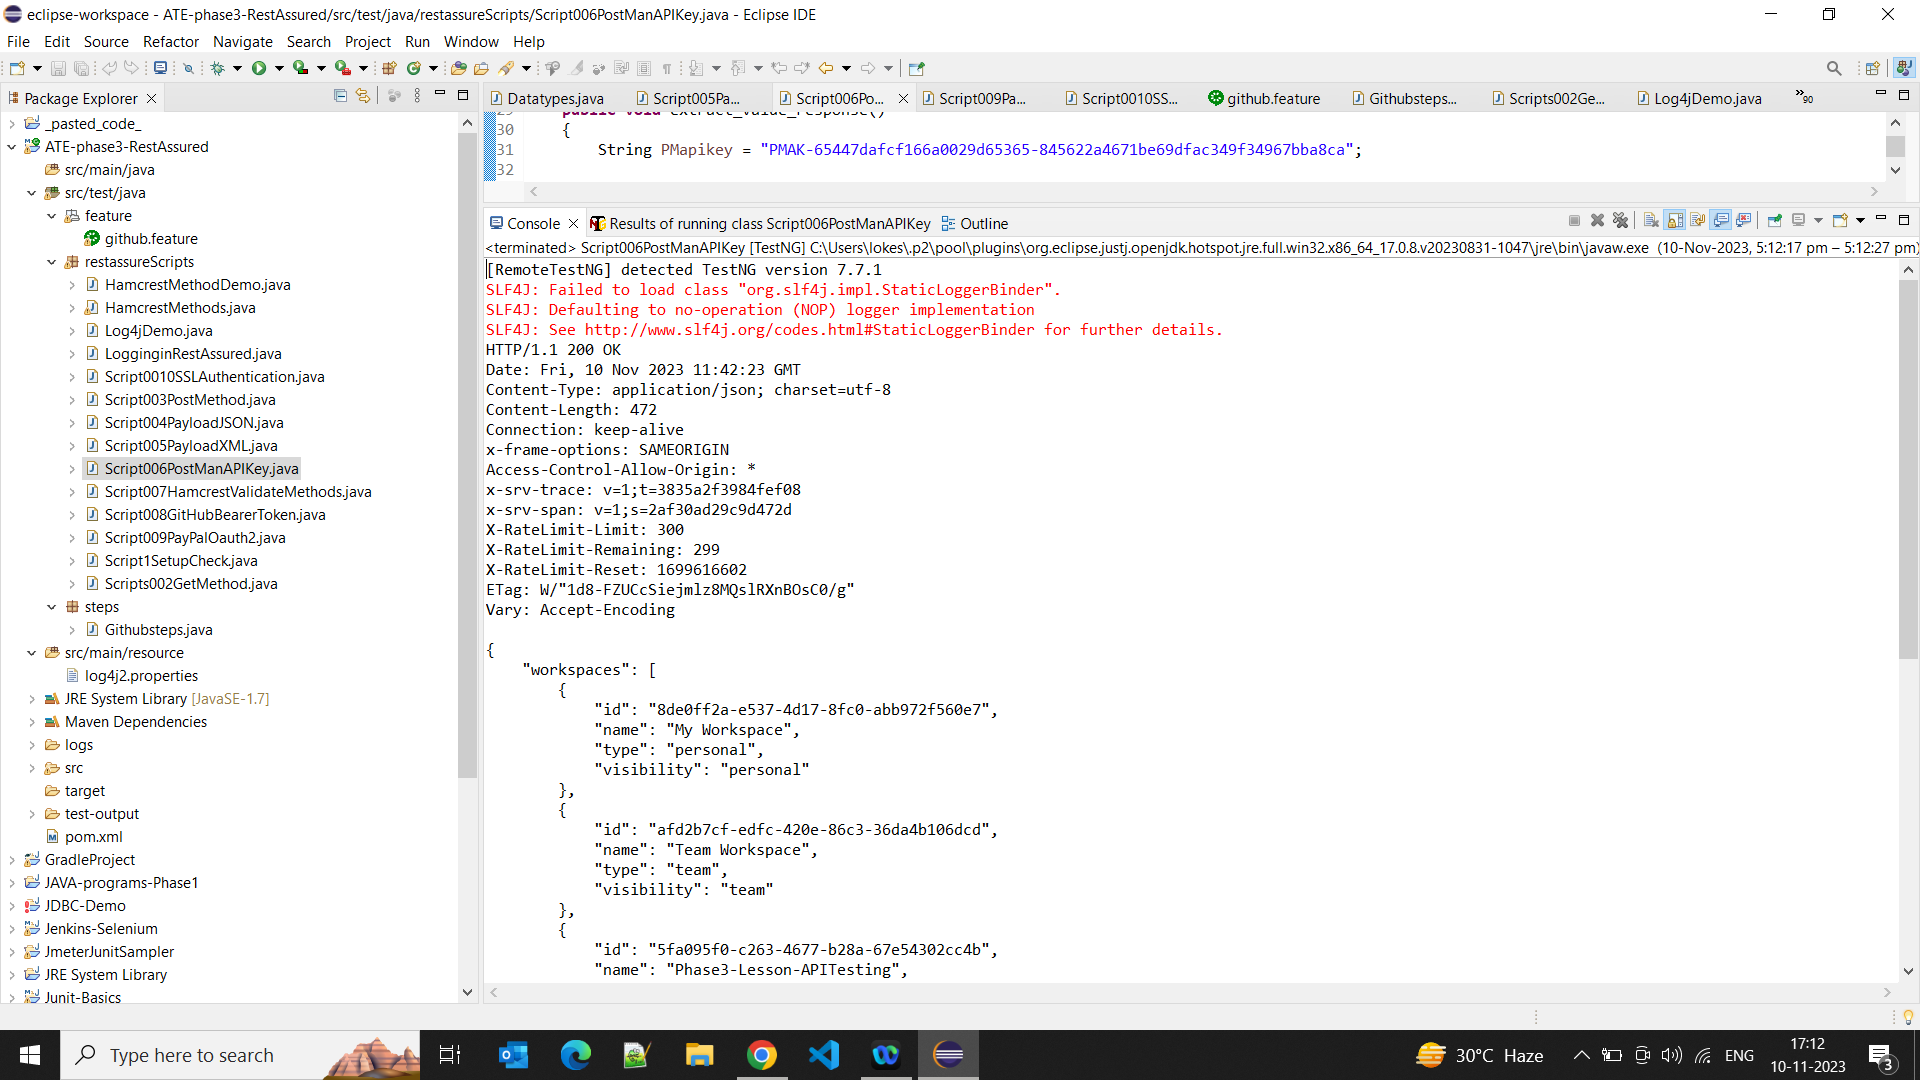 eclipse-workspace - ATE-phase3-RestAssured/src/test/java/restassureScripts/Script006PostManAPIKey.java - Eclipse IDE
File Edit Source Refactor Navigate Search Project Run Window Help
Package Explorer
_pasted_code_
ATE-phase3-RestAssured
src/main/java
src/test/java
feature
github.feature
restassureScripts
HamcrestMethodDemo.java
HamcrestMethods.java
Log4jDemo.java
LogginginRestAssured.java
Script0010SSLAuthentication.java
Script003PostMethod.java
Script004PayloadJSON.java
Script005PayloadXML.java
Script006PostManAPIKey.java
Script007HamcrestValidateMethods.java
Script008GitHubBearerToken.java
Script009PayPalOauth2.java
Script1SetupCheck.java
Scripts002GetMethod.java
steps
Githubsteps.java
src/main/resource
log4j2.properties
JRE System Library [JavaSE-1.7]
Maven Dependencies
logs
src
target
test-output
pom.xml
GradleProject
JAVA-programs-Phase1
JDBC-Demo
Jenkins-Selenium
JmeterJunitSampler
JRE System Library
Junit-Basics
Datatypes.java Script005Pa... Script006Po... Script009Pa... Script0010SS... github.feature Githubsteps... Scripts002Ge... Log4jDemo.java »90
29 public void extract_value_response()
30 {
31 String PMapikey = "PMAK-65447dafcf166a0029d65365-845622a4671be69dfac349f34967bba8ca";
32
Console Results of running class Script006PostManAPIKey Outline
<terminated> Script006PostManAPIKey [TestNG] C:\Users\lokes\.p2\pool\plugins\org.eclipse.justj.openjdk.hotspot.jre.full.win32.x86_64_17.0.8.v20230831-1047\jre\bin\javaw.exe (10-Nov-2023, 5:12:17 pm – 5:12:27 pm)
[RemoteTestNG] detected TestNG version 7.7.1
SLF4J: Failed to load class "org.slf4j.impl.StaticLoggerBinder".
SLF4J: Defaulting to no-operation (NOP) logger implementation
SLF4J: See http://www.slf4j.org/codes.html#StaticLoggerBinder for further details.
HTTP/1.1 200 OK
Date: Fri, 10 Nov 2023 11:42:23 GMT
Content-Type: application/json; charset=utf-8
Content-Length: 472
Connection: keep-alive
x-frame-options: SAMEORIGIN
Access-Control-Allow-Origin: *
x-srv-trace: v=1;t=3835a2f3984fef08
x-srv-span: v=1;s=2af30ad29c9d472d
X-RateLimit-Limit: 300
X-RateLimit-Remaining: 299
X-RateLimit-Reset: 1699616602
ETag: W/"1d8-FZUCcSiejmlz8MQslRXnBOsC0/g"
Vary: Accept-Encoding
{
"workspaces": [
{
"id": "8de0ff2a-e537-4d17-8fc0-abb972f560e7",
"name": "My Workspace",
"type": "personal",
"visibility": "personal"
},
{
"id": "afd2b7cf-edfc-420e-86c3-36da4b106dcd",
"name": "Team Workspace",
"type": "team",
"visibility": "team"
},
{
"id": "5fa095f0-c263-4677-b28a-67e54302cc4b",
"name": "Phase3-Lesson-APITesting",
Type here to search
30°C Haze
ENG
17:12
10-11-2023
3